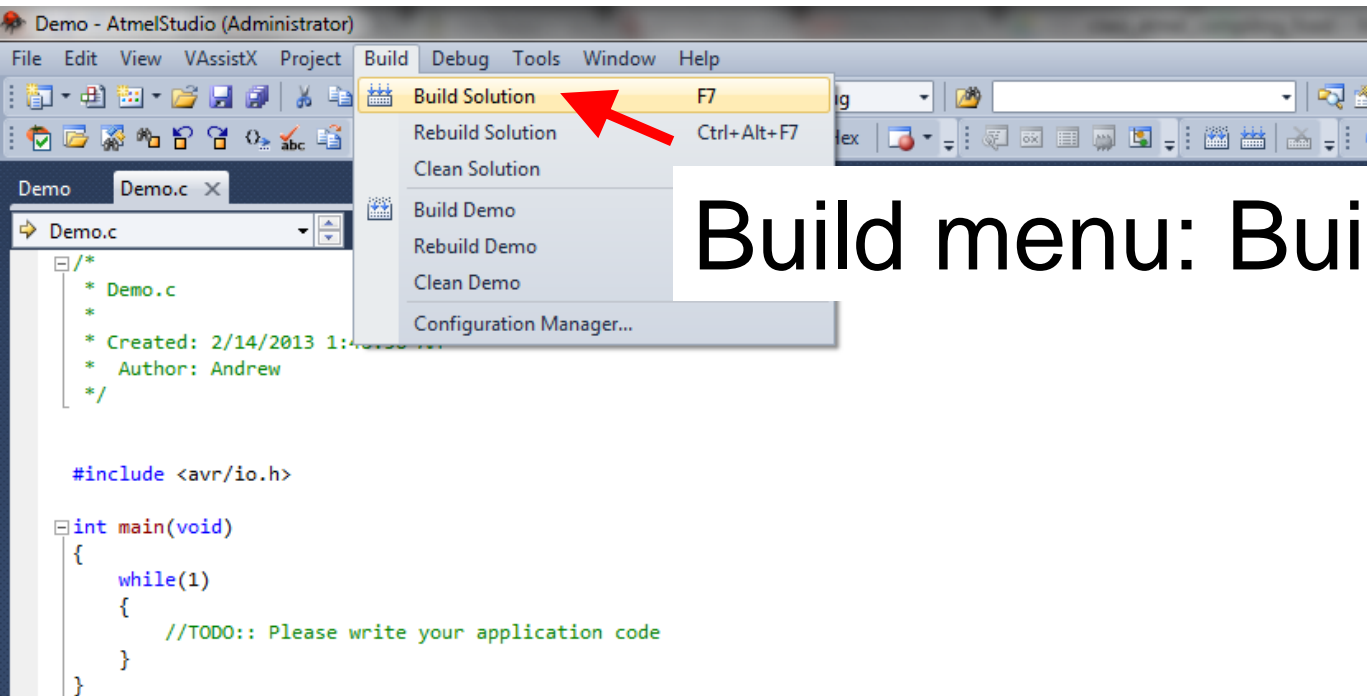 Demo - AtmelStudio (Administrator)
File Edit View VAssistX Project Build Debug Tools Window Help
Build Solution F7
Rebuild Solution Ctrl+Alt+F7
Clean Solution
Build Demo
Rebuild Demo
Clean Demo
Configuration Manager...
Build menu: Bui
Demo Demo.c
Demo.c
/*
* Demo.c
*
* Created: 2/14/2013
* Author: Andrew
*/
#include <avr/io.h>
int main(void)
{
while(1)
{
//TODO:: Please write your application code
}
}